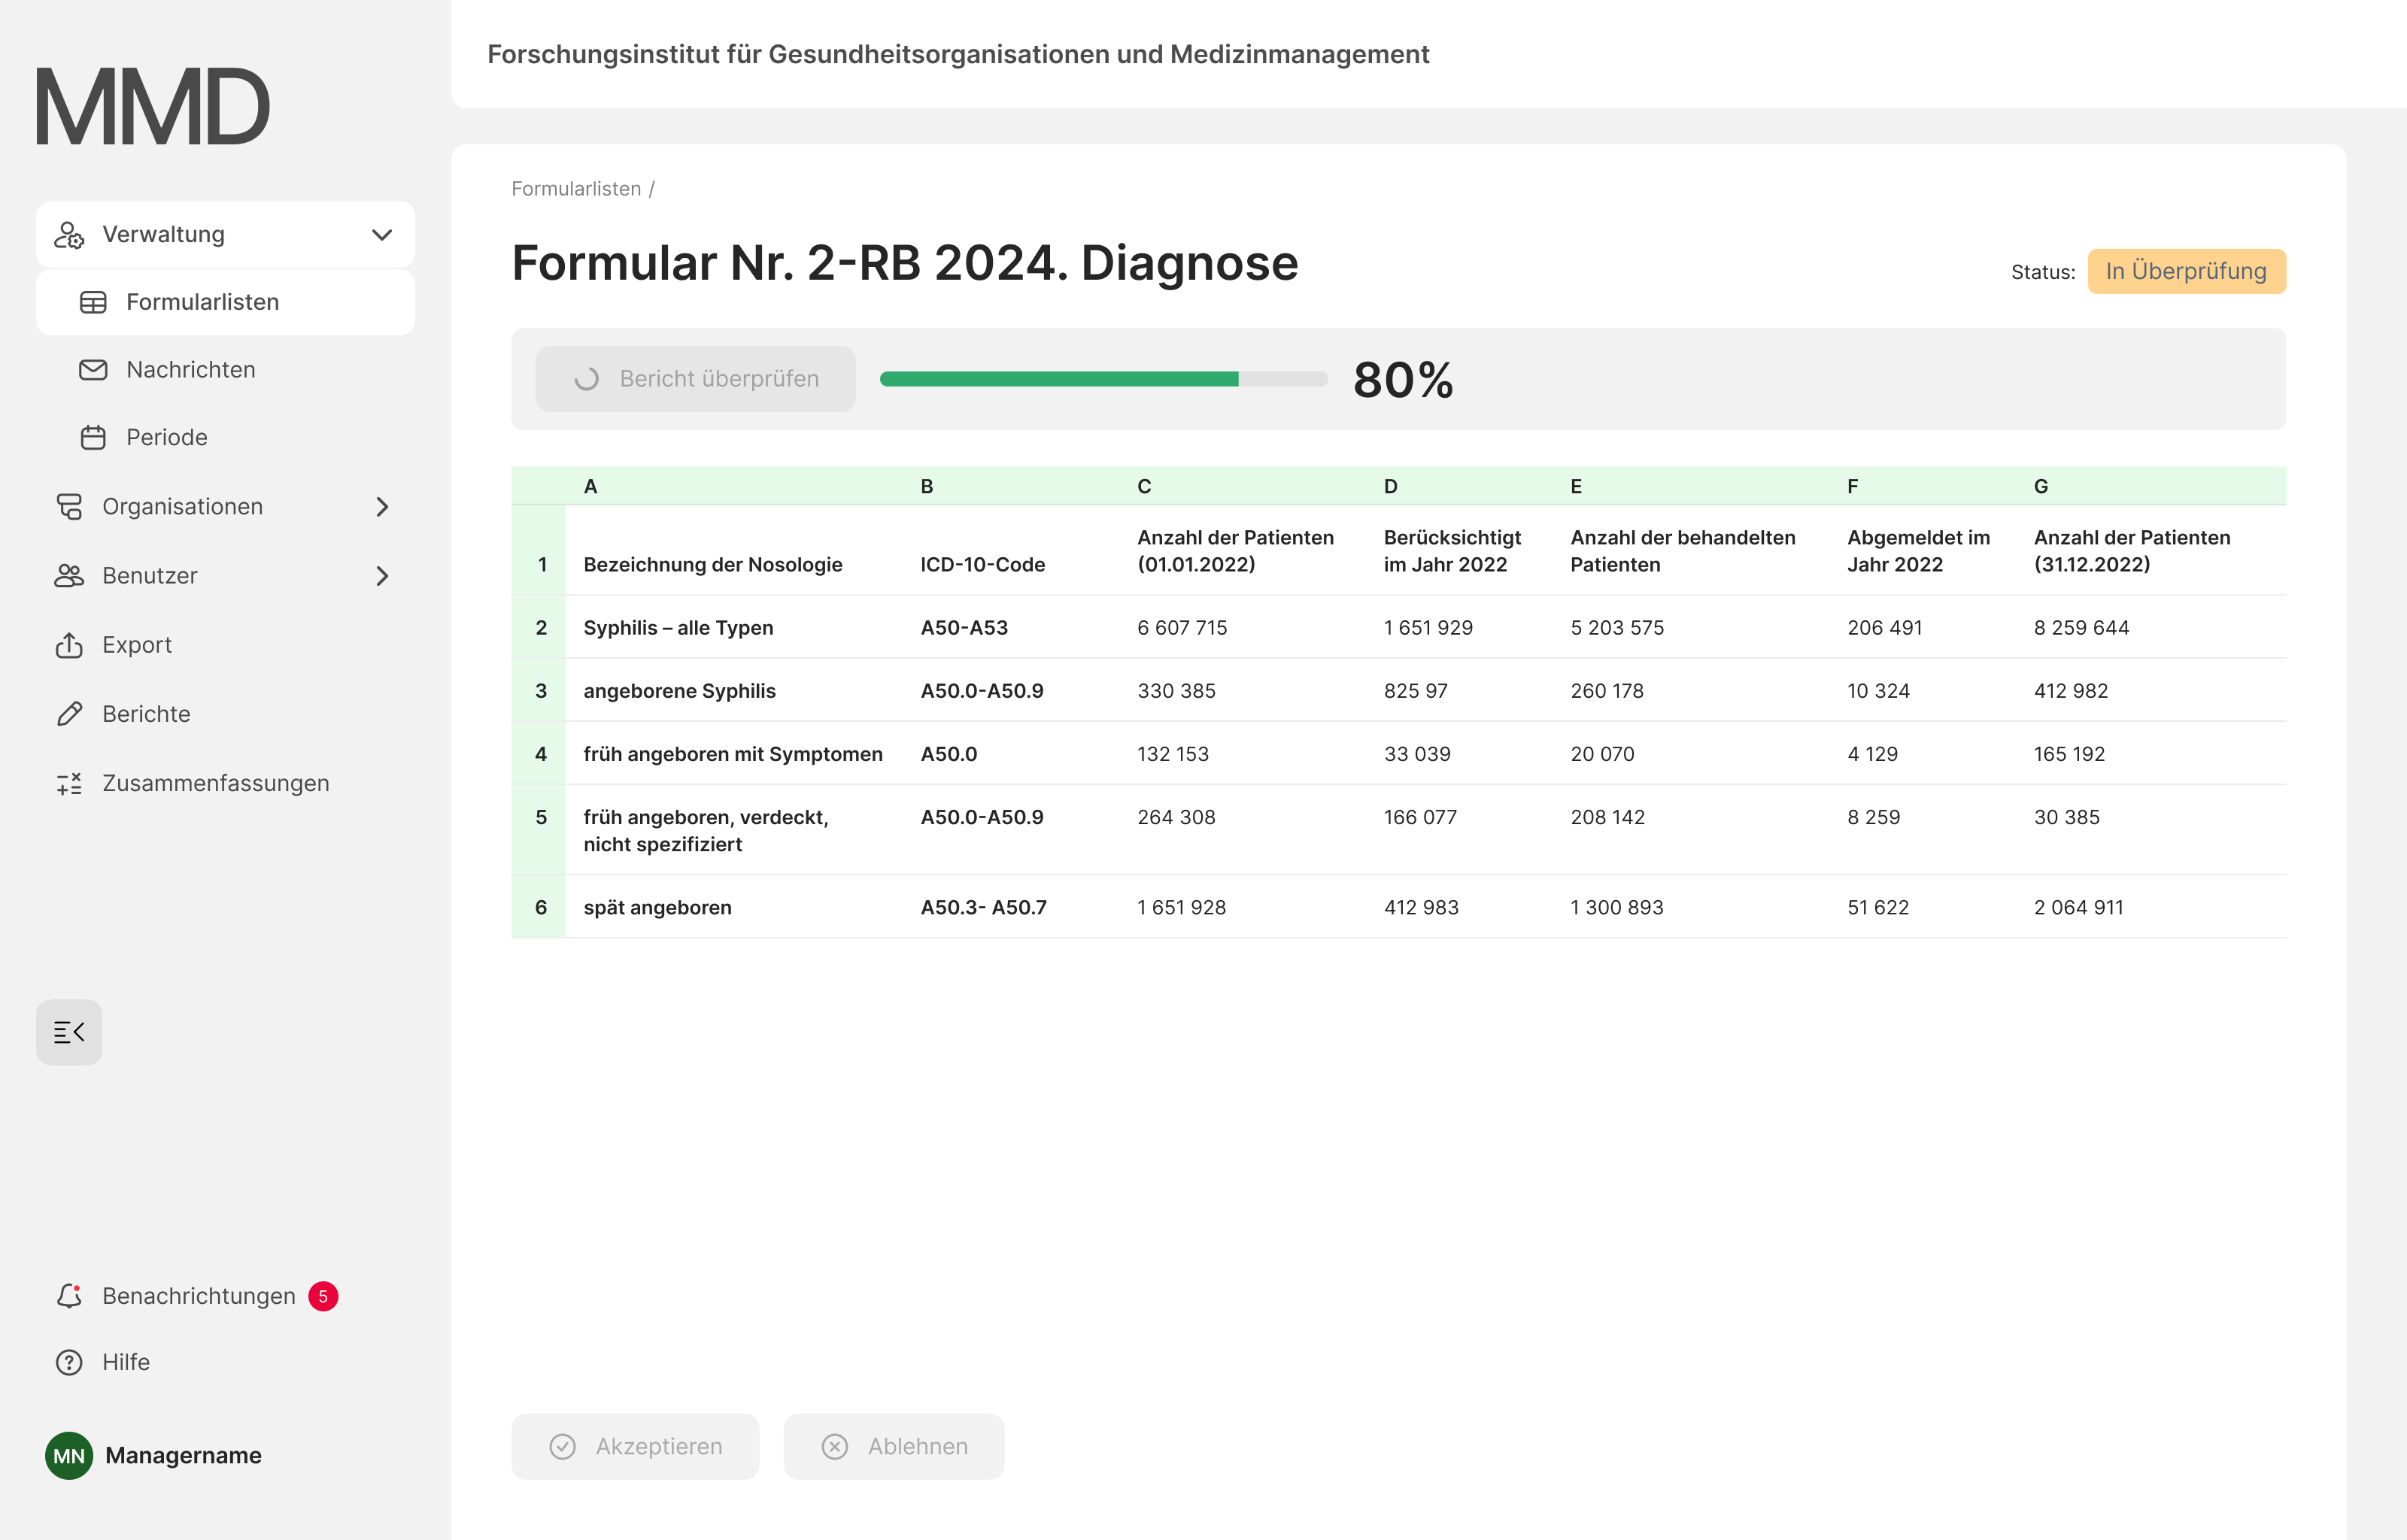 MMD
Verwaltung
Formularlisten
Nachrichten
Periode
Organisationen
Benutzer
Export
Berichte
Zusammenfassungen
Benachrichtungen 5
Hilfe
MN Managername
Forschungsinstitut für Gesundheitsorganisationen und Medizinmanagement
Formularlisten /
Formular Nr. 2-RB 2024. Diagnose
Status: In Überprüfung
Bericht überprüfen 80%
A B C D E F G
1 Bezeichnung der Nosologie ICD-10-Code Anzahl der Patienten (01.01.2022) Berücksichtigt im Jahr 2022 Anzahl der behandelten Patienten Abgemeldet im Jahr 2022 Anzahl der Patienten (31.12.2022)
2 Syphilis – alle Typen A50-A53 6 607 715 1 651 929 5 203 575 206 491 8 259 644
3 angeborene Syphilis A50.0-A50.9 330 385 825 97 260 178 10 324 412 982
4 früh angeboren mit Symptomen A50.0 132 153 33 039 20 070 4 129 165 192
5 früh angeboren, verdeckt, nicht spezifiziert A50.0-A50.9 264 308 166 077 208 142 8 259 30 385
6 spät angeboren A50.3- A50.7 1 651 928 412 983 1 300 893 51 622 2 064 911
Akzeptieren
Ablehnen